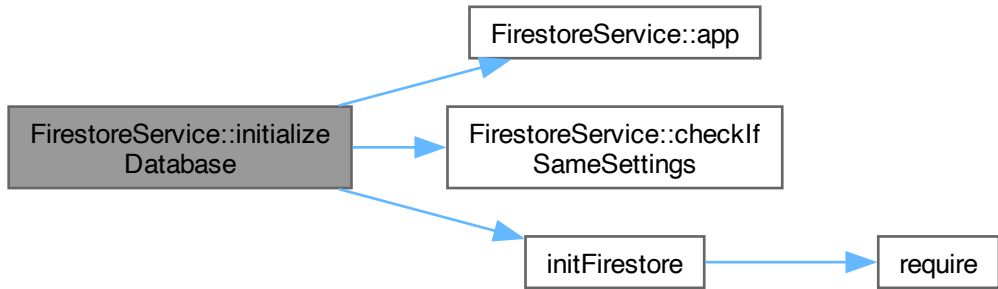 FirestoreService::app
FirestoreService::initialize
Database
FirestoreService::checkIf
SameSettings
initFirestore
require